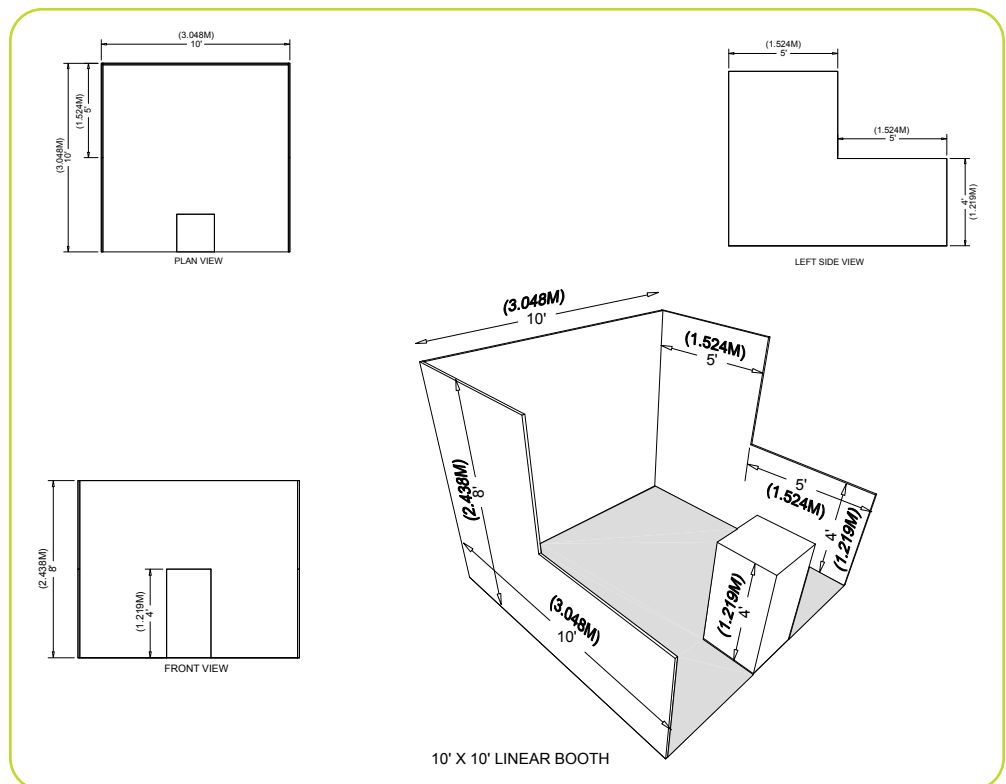 (3.048M)
10'
(1.524M)
5'
(3.048M)
10'
PLAN VIEW
(1.524M)
5'
(1.524M)
5'
4'
(1.219M)
LEFT SIDE VIEW
(3.048M)
10'
(1.524M)
5'
(2.438M)
8'
5'
(1.524M)
4'
(1.219M)
(1.219M)
4'
(3.048M)
10'
(2.438M)
8'
(1.219M)
4'
FRONT VIEW
10' X 10' LINEAR BOOTH